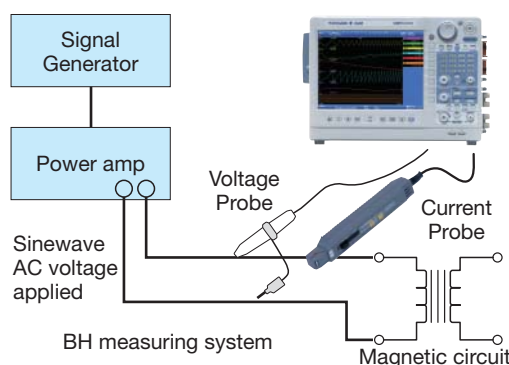 Signal
Generator
Power amp
Voltage
Probe
Current
Probe
Sinewave
AC voltage
applied
BH measuring system
Magnetic circuit